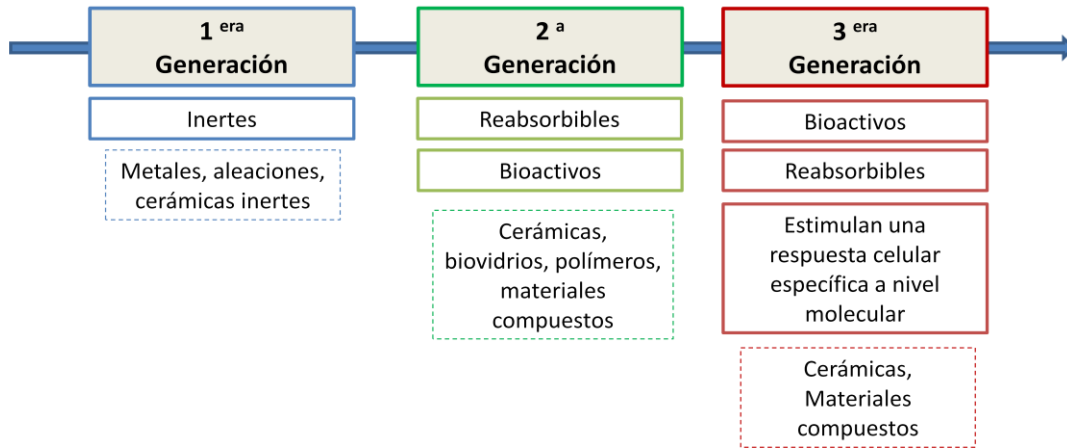 1 era
Generación
Inertes
Metales, aleaciones,
cerámicas inertes
2 a
Generación
Reabsorbibles
Bioactivos
Cerámicas,
biovidrios, polímeros,
materiales
compuestos
3 era
Generación
Bioactivos
Reabsorbibles
Estimulan una
respuesta celular
específica a nivel
molecular
Cerámicas,
Materiales
compuestos